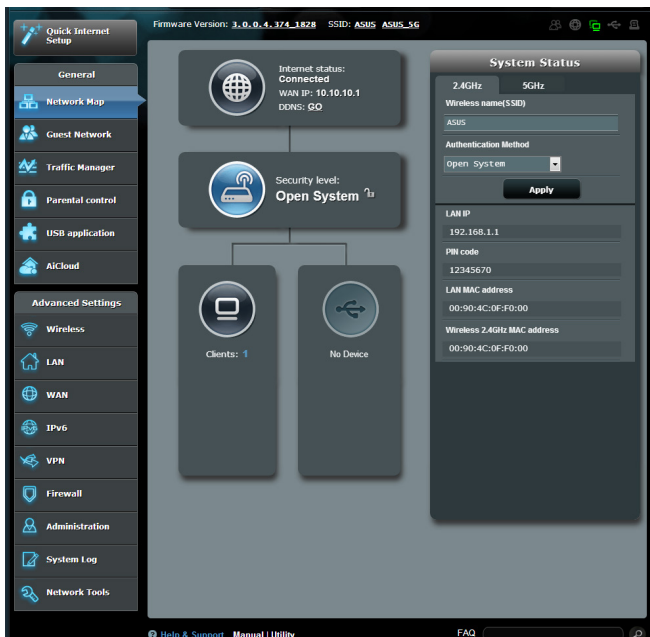 Quick Internet
Setup
Firmware Version: 3.0.0.4.374_1828 SSID: ASUS ASUS_5G
General
Network Map
Guest Network
Traffic Manager
Parental control
USB application
AiCloud
Advanced Settings
Wireless
LAN
WAN
IPv6
VPN
Firewall
Administration
System Log
Network Tools
Internet status:
Connected
WAN IP: 10.10.10.1
DDNS: GO
Security level:
Open System
Clients: 1
No Device
System Status
2.4GHz 5GHz
Wireless name(SSID)
ASUS
Authentication Method
Open System
Apply
LAN IP
192.168.1.1
PIN code
12345670
LAN MAC address
00:90:4C:0F:F0:00
Wireless 2.4GHz MAC address
00:90:4C:0F:F0:00
Help & Support Manual | Utility FAQ